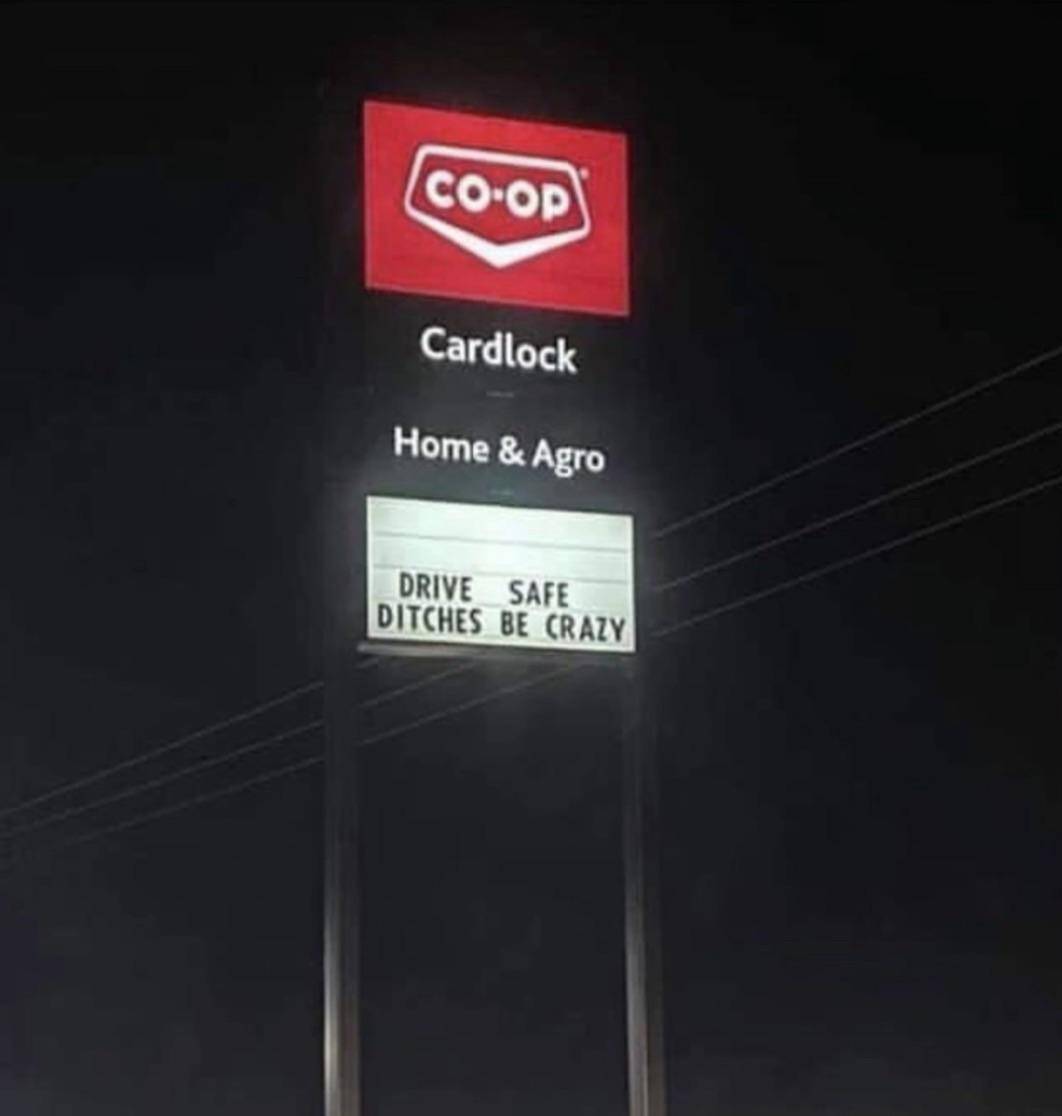 CO-OP
Cardlock
Home & Agro
DRIVE SAFE
DITCHES BE CRAZY